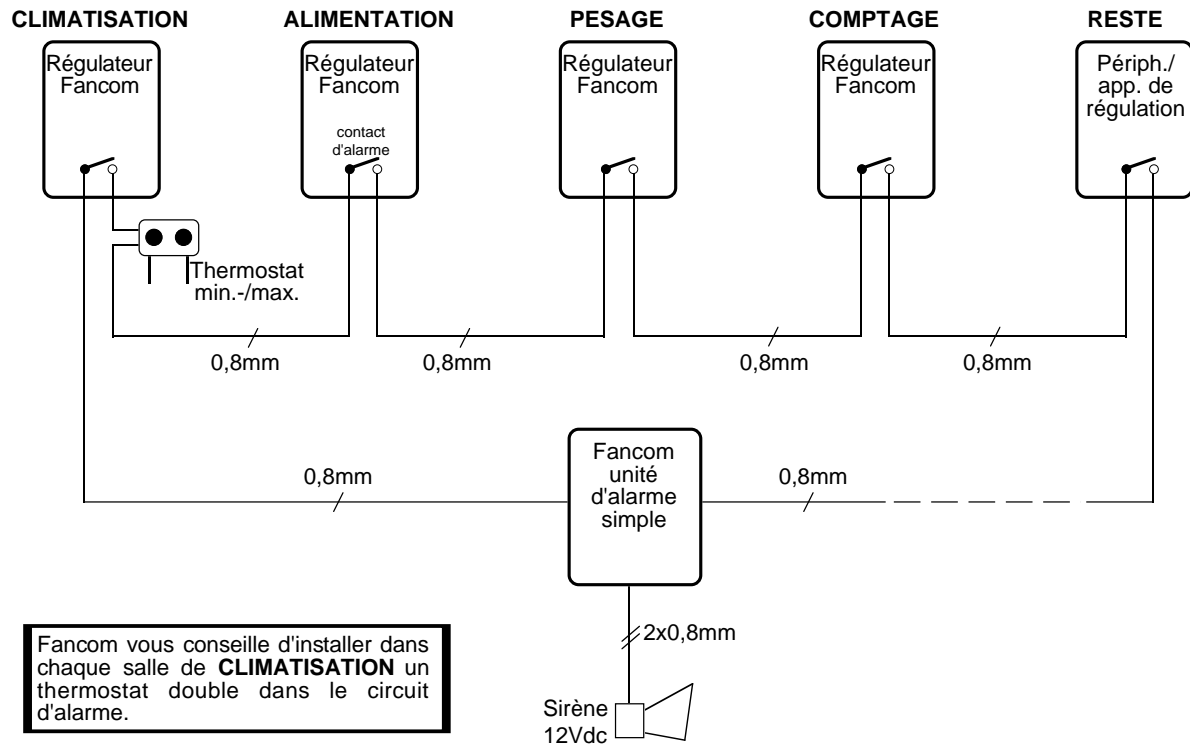 CLIMATISATION
ALIMENTATION
PESAGE
COMPTAGE
RESTE
Régulateur
Fancom
Régulateur
Fancom
contact
d'alarme
Régulateur
Fancom
Régulateur
Fancom
Périph./
app. de
régulation
Thermostat
min.-/max.
0,8mm
0,8mm
0,8mm
0,8mm
0,8mm
Fancom
unité
d'alarme
simple
0,8mm
2x0,8mm
Fancom vous conseille d'installer dans
chaque salle de CLIMATISATION un
thermostat double dans le circuit
d'alarme.
Sirène
12Vdc